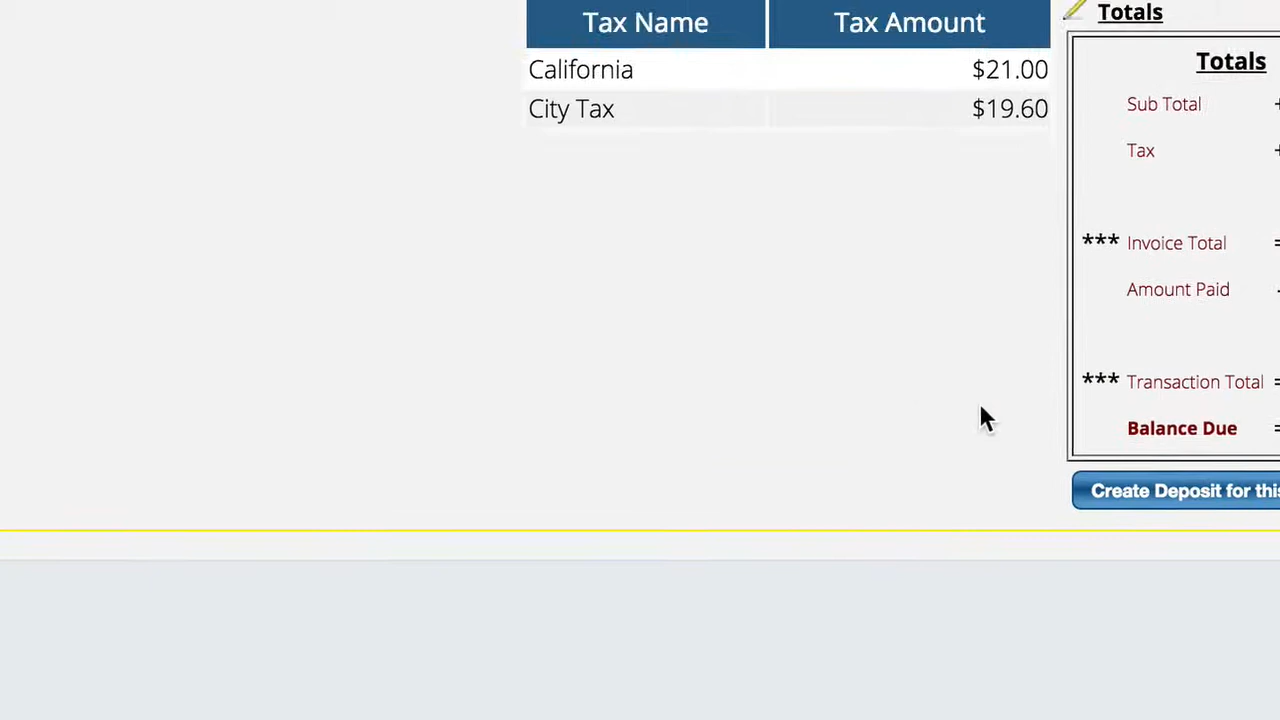 Tax Name Tax Amount
California $21.00
City Tax $19.60
Totals
Totals
Sub Total +
Tax +
*** Invoice Total =
Amount Paid -
*** Transaction Total =
Balance Due =
Create Deposit for this